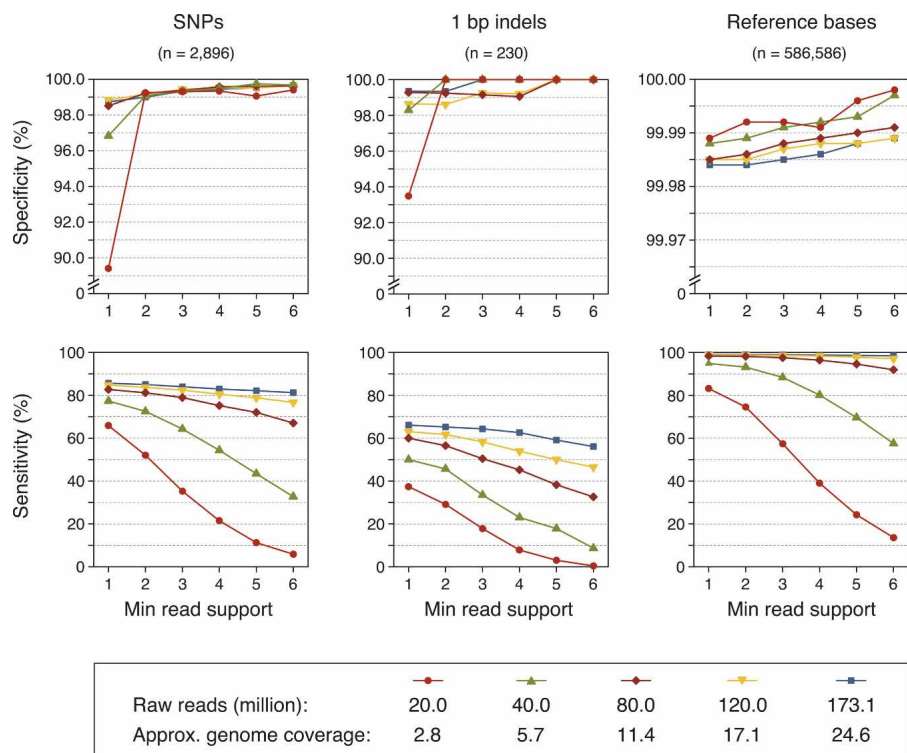 SNPs 1 bp indels Reference bases
(n = 2,896) (n = 230) (n = 586,586)
Specificity (%)
100.0
98.0
96.0
94.0
92.0
90.0
0
1 2 3 4 5 6
100.0
98.0
96.0
94.0
92.0
90.0
0
1 2 3 4 5 6
100.00
99.99
99.98
99.97
0
1 2 3 4 5 6
Sensitivity (%)
100
80
60
40
20
0
1 2 3 4 5 6
Min read support
100
80
60
40
20
0
1 2 3 4 5 6
Min read support
100
80
60
40
20
0
1 2 3 4 5 6
Min read support
Raw reads (million): 20.0 40.0 80.0 120.0 173.1
Approx. genome coverage: 2.8 5.7 11.4 17.1 24.6